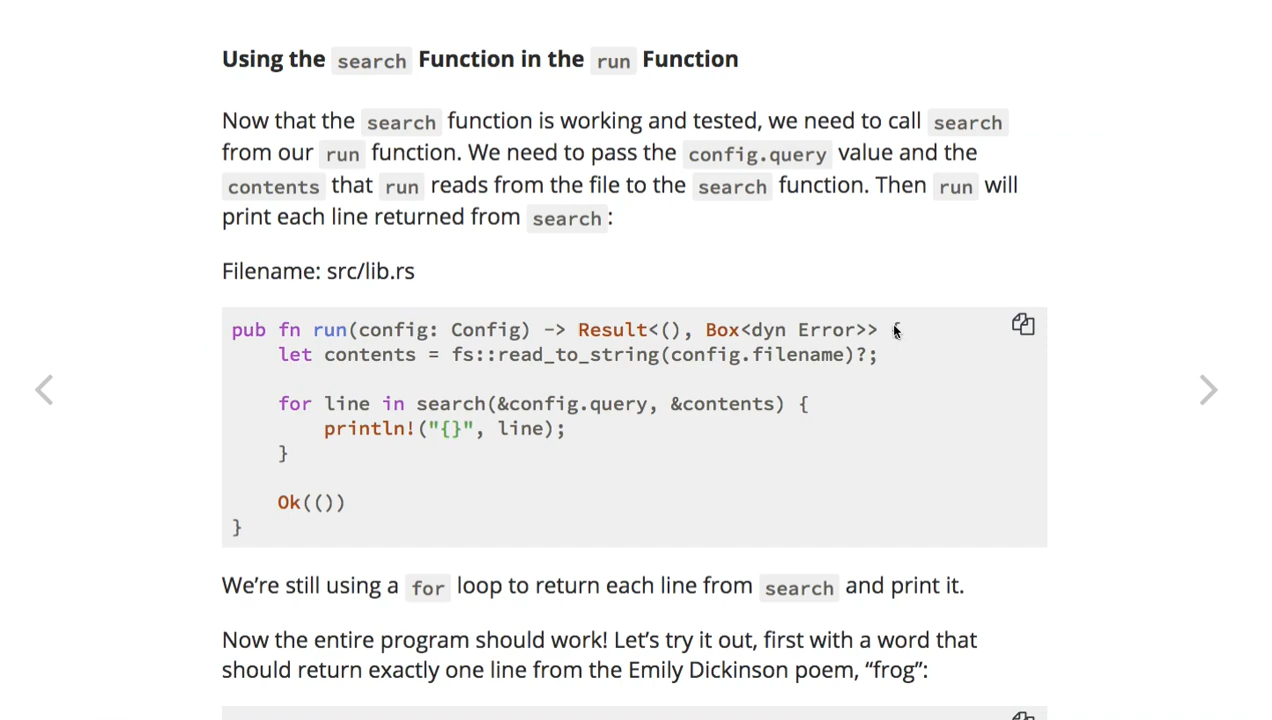 Using the search Function in the run Function
Now that the search function is working and tested, we need to call search
from our run function. We need to pass the config.query value and the
contents that run reads from the file to the search function. Then run will
print each line returned from search:
Filename: src/lib.rs
pub fn run(config: Config) -> Result<(), Box<dyn Error>> {
    let contents = fs::read_to_string(config.filename)?;
    for line in search(&config.query, &contents) {
        println!("{}", line);
    }
    Ok(())
}
We’re still using a for loop to return each line from search and print it.
Now the entire program should work! Let’s try it out, first with a word that
should return exactly one line from the Emily Dickinson poem, “frog”: